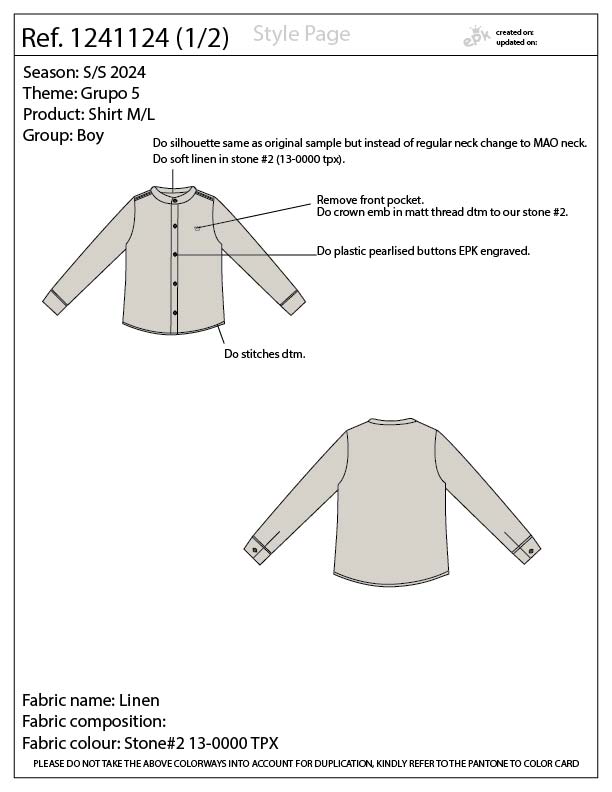 Ref. 1241124 (1/2)
Style Page
epk
created on:
updated on:
Season: S/S 2024
Theme: Grupo 5
Product: Shirt M/L
Group: Boy
Do silhouette same as original sample but instead of regular neck change to MAO neck.
Do soft linen in stone #2 (13-0000 tpx).
Remove front pocket.
Do crown emb in matt thread dtm to our stone #2.
Do plastic pearlised buttons EPK engraved.
Do stitches dtm.
Fabric name: Linen
Fabric composition:
Fabric colour: Stone#2 13-0000 TPX
PLEASE DO NOT TAKE THE ABOVE COLORWAYS INTO ACCOUNT FOR DUPLICATION, KINDLY REFER TO THE PANTONE TO COLOR CARD